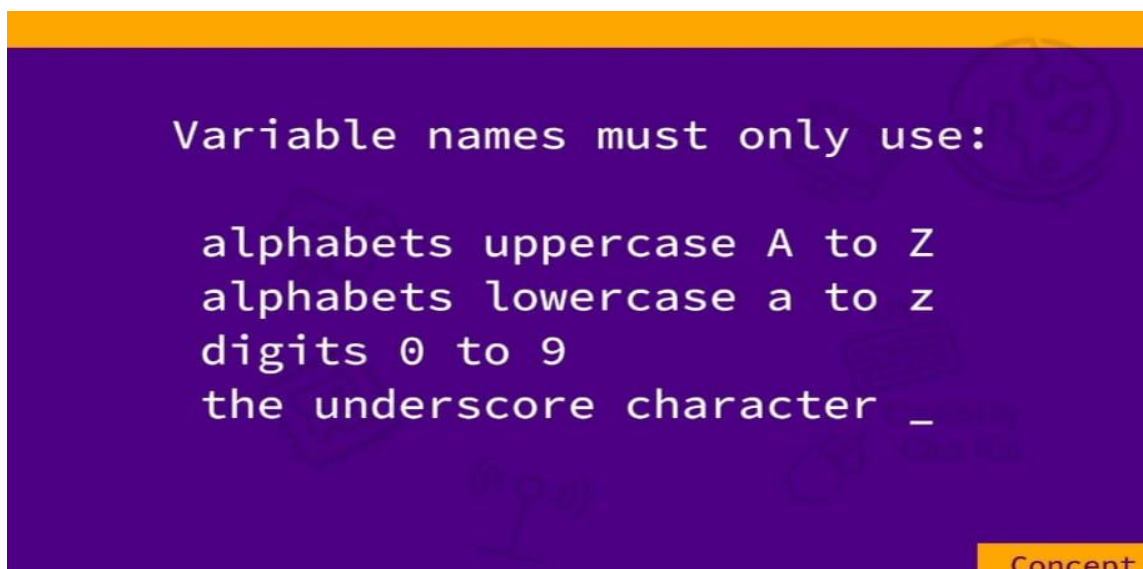 Variable names must only use:
alphabets uppercase A to Z
alphabets lowercase a to z
digits 0 to 9
the underscore character _
Concept